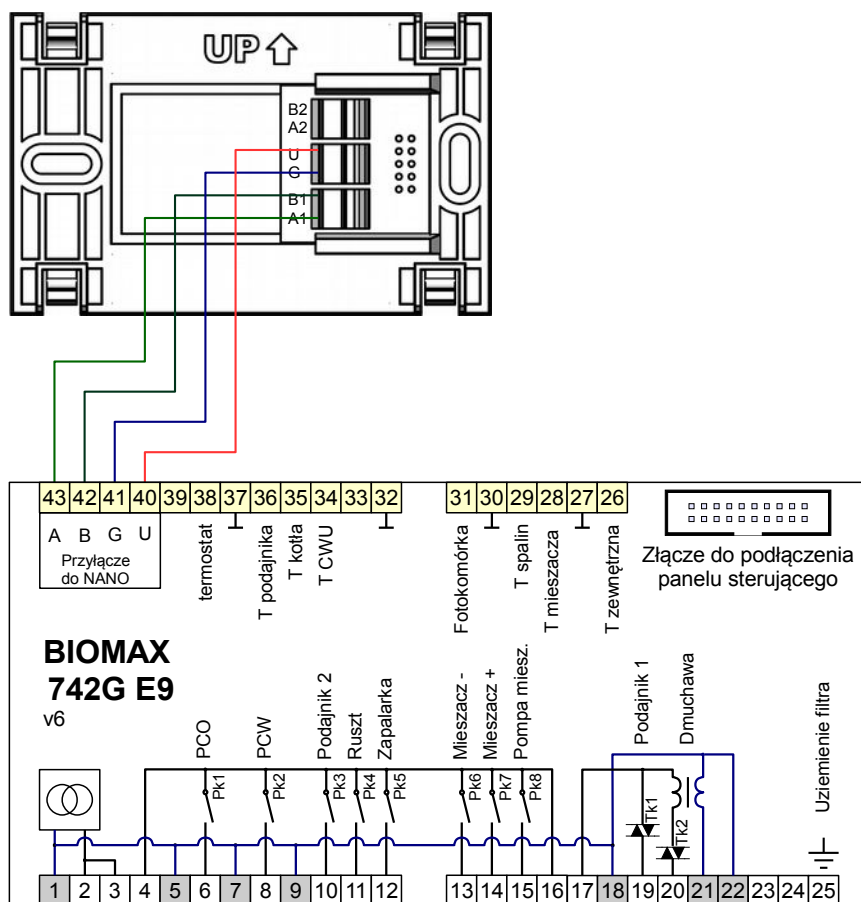 UP
B2
A2
U
G
B1
A1
43 42 41 40 39 38 37 36 35 34 33 32 31 30 29 28 27 26
A B G U
Przyłącze
do NANO
termostat
T podajnika
T kotła
T CWU
Fotokomórka
T spalin
T mieszacza
T zewnętrzna
Złącze do podłączenia
panelu sterującego
BIOMAX
742G E9
v6
PCO
PCW
Podajnik 2
Ruszt
Zapalarka
Mieszacz -
Mieszacz +
Pompa miesz.
Podajnik 1
Dmuchawa
Uziemienie filtra
Pk1
Pk2
Pk3
Pk4
Pk5
Pk6
Pk7
Pk8
Tk1
Tk2
1 2 3 4 5 6 7 8 9 10 11 12 13 14 15 16 17 18 19 20 21 22 23 24 25